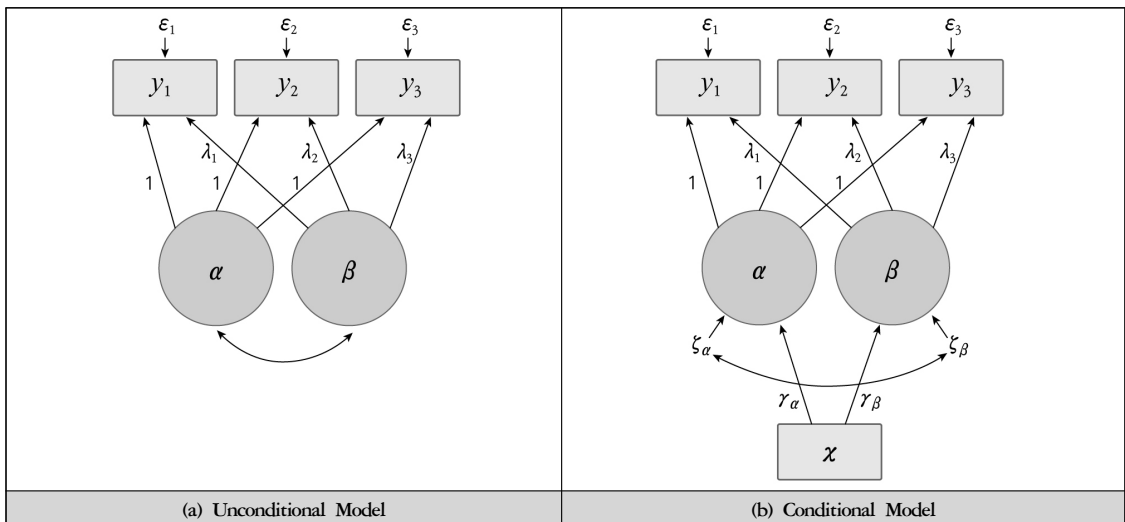 ε₁ ε₂ ε₃
y₁ y₂ y₃
λ₁ λ₂ λ₃
1 1 1
α β
ε₁ ε₂ ε₃
y₁ y₂ y₃
λ₁ λ₂ λ₃
1 1 1
α β
ζα ζβ
γα γβ
x
(a) Unconditional Model
(b) Conditional Model